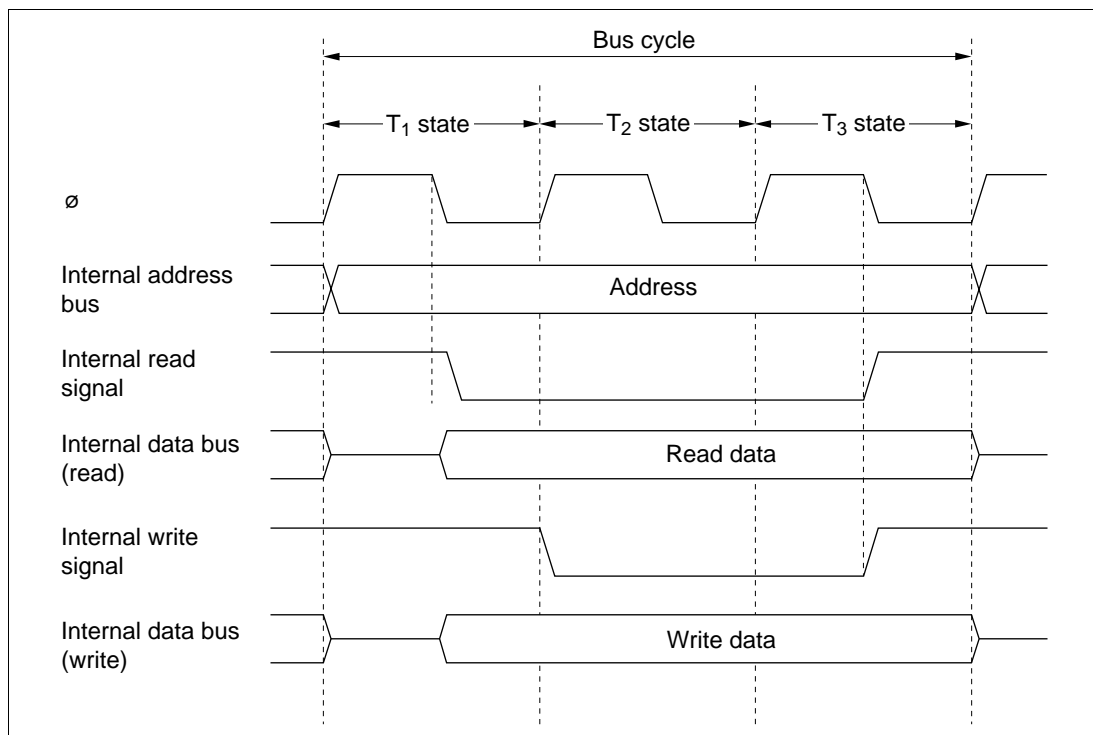 Bus cycle
T₁ state
T₂ state
T₃ state
ø
Internal address
bus
Address
Internal read
signal
Internal data bus
(read)
Read data
Internal write
signal
Internal data bus
(write)
Write data